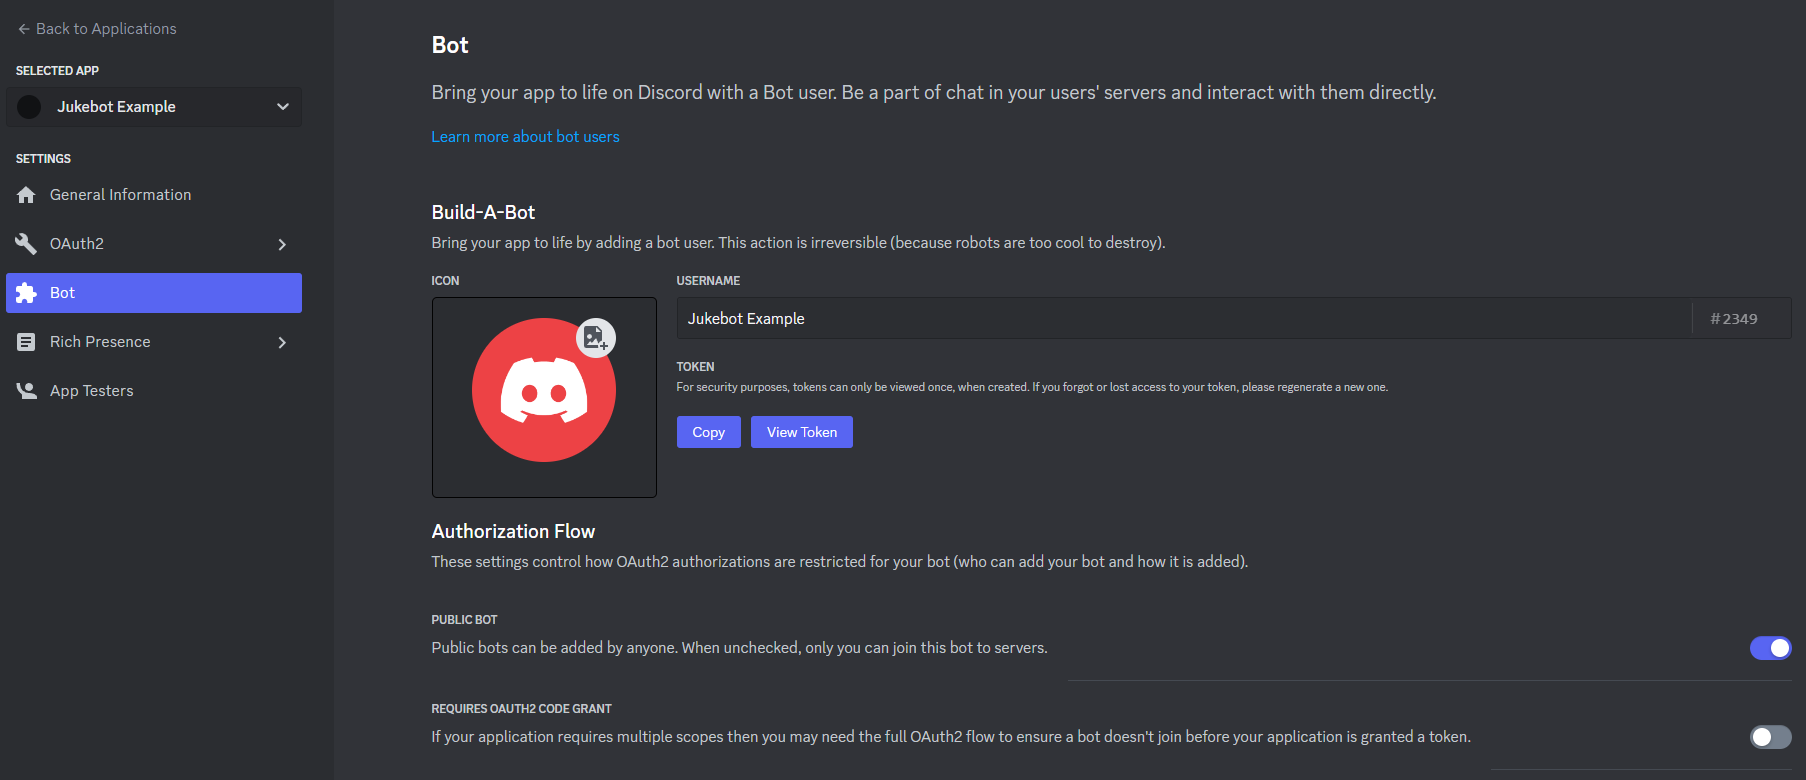 Back to Applications
SELECTED APP
Jukebot Example
SETTINGS
General Information
OAuth2
Bot
Rich Presence
App Testers
Bot
Bring your app to life on Discord with a Bot user. Be a part of chat in your users' servers and interact with them directly.
Learn more about bot users
Build-A-Bot
Bring your app to life by adding a bot user. This action is irreversible (because robots are too cool to destroy).
ICON
USERNAME
Jukebot Example
#2349
TOKEN
For security purposes, tokens can only be viewed once, when created. If you forgot or lost access to your token, please regenerate a new one.
Copy
View Token
Authorization Flow
These settings control how OAuth2 authorizations are restricted for your bot (who can add your bot and how it is added).
PUBLIC BOT
Public bots can be added by anyone. When unchecked, only you can join this bot to servers.
REQUIRES OAUTH2 CODE GRANT
If your application requires multiple scopes then you may need the full OAuth2 flow to ensure a bot doesn't join before your application is granted a token.